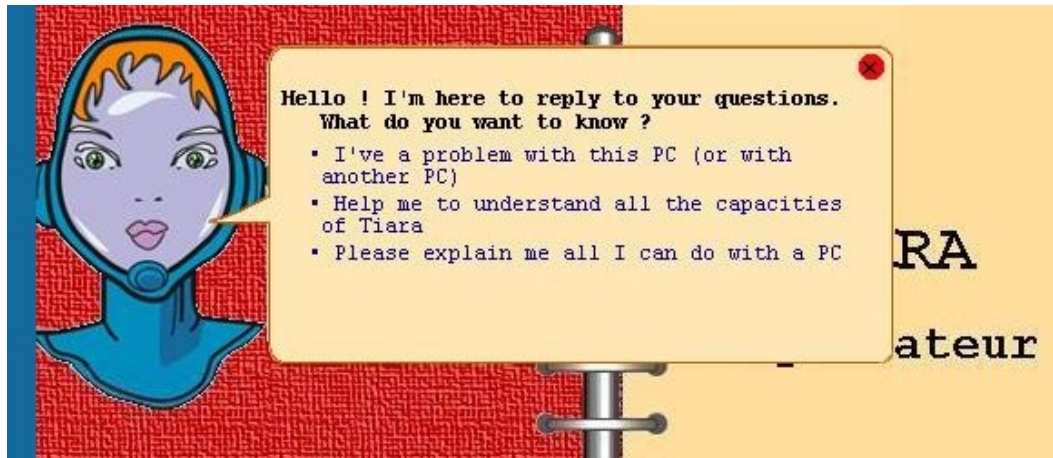 Hello ! I'm here to reply to your questions.
What do you want to know ?
• I've a problem with this PC (or with
another PC)
• Help me to understand all the capacities
of Tiara
• Please explain me all I can do with a PC
RA
ateur